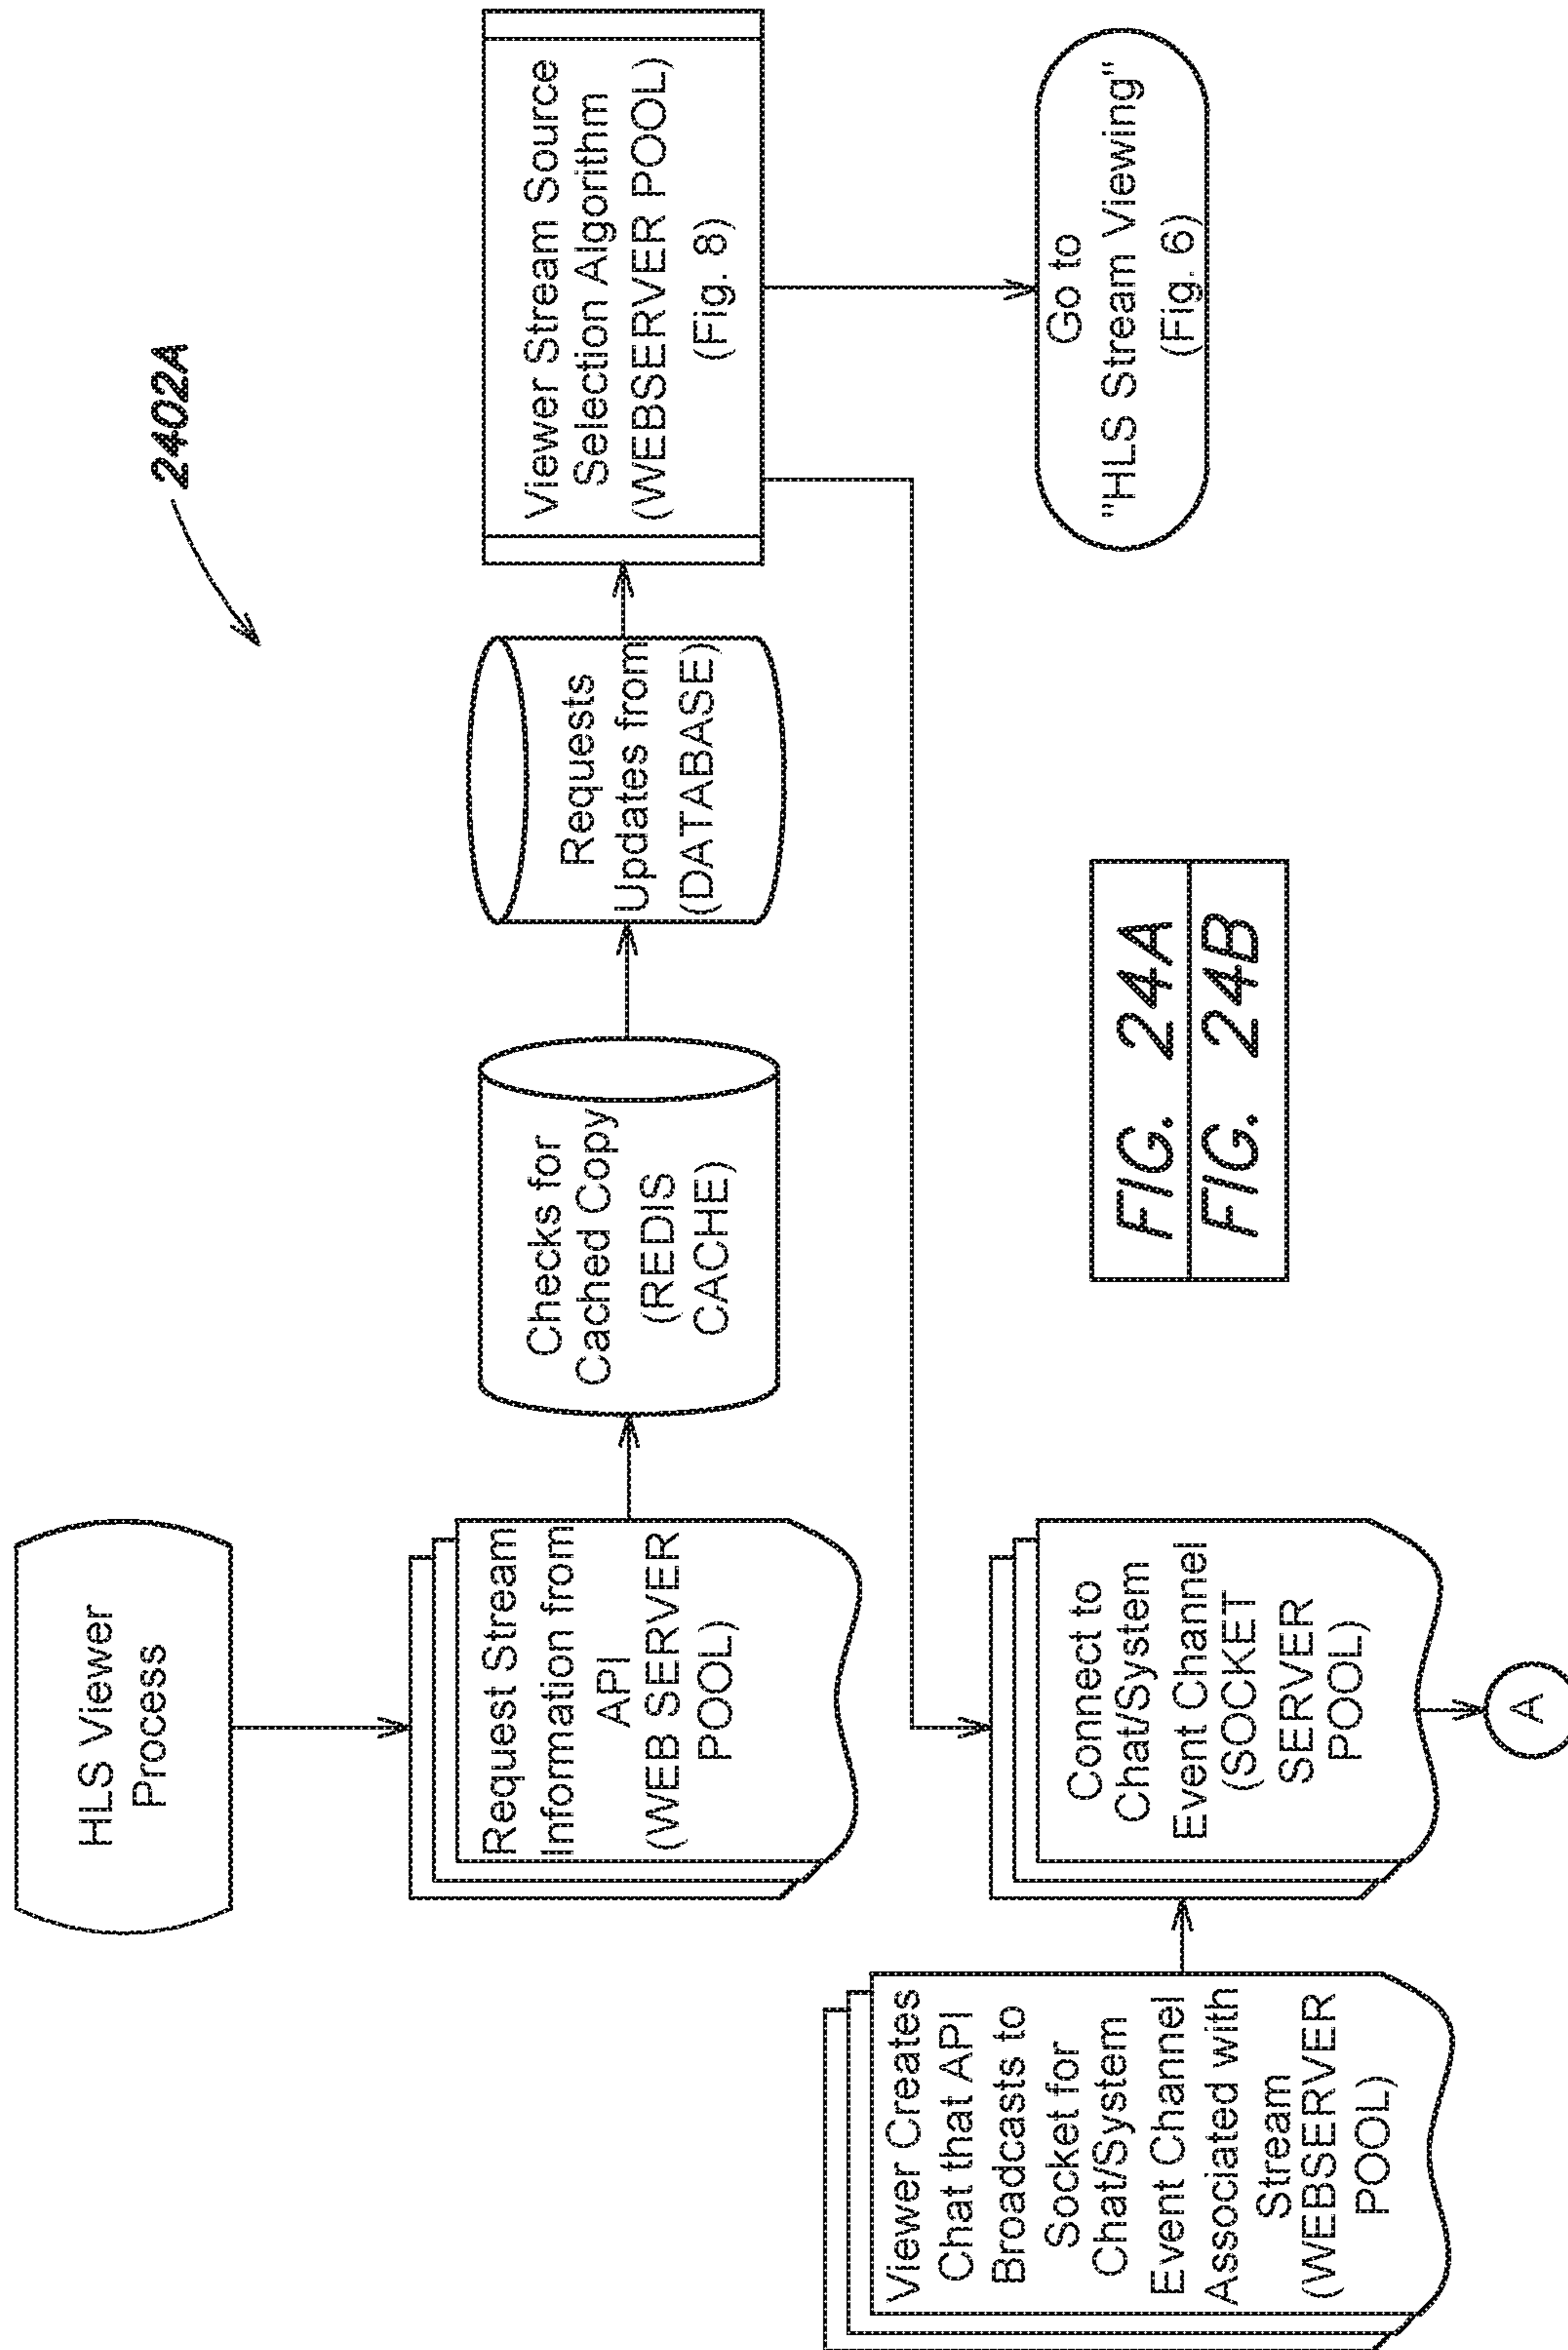 2402A
HLS Viewer
Process
Request Stream
Information from
API
(WEB SERVER
POOL)
Checks for
Cached Copy
(REDIS
CACHE)
Requests
Updates from
(DATABASE)
Viewer Stream Source
Selection Algorithm
(WEBSERVER POOL)
(Fig. 8)
Viewer Creates
Chat that API
Broadcasts to
Socket for
Chat/System
Event Channel
Associated with
Stream
(WEBSERVER
POOL)
Connect to
Chat/System
Event Channel
(SOCKET
SERVER
POOL)
A
Go to
"HLS Stream Viewing"
(Fig. 6)
FIG. 24A
FIG. 24B